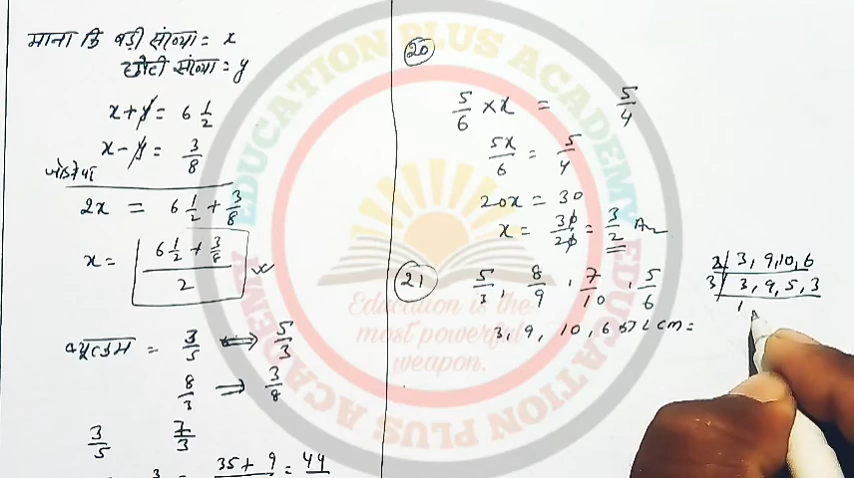 माना कि बड़ी संख्या = x
छोटी संख्या = y
x + y = 6 1/2
x - y = 3/8
जोड़ने पर
2x = 6 1/2 + 3/8
x = (6 1/2 + 3/8) / 2
व्युत्क्रम = 3/5 ⟺ 5/3
8/3 ⟹ 3/8
3/5 7/3
35 + 9 = 44
20
5/6 × x = 5/4
5x/6 = 5/4
20x = 30
x = 30/20 = 3/2 Ans
21
5/3, 8/9, 7/10, 5/6
3, 9, 10, 6 का LCM =
2 | 3, 9, 10, 6
3 | 3, 9, 5, 3
1,
EDUCATION PLUS ACADEMY
EDUCATION PLUS ACADEMY
Education is the
most powerful
weapon.